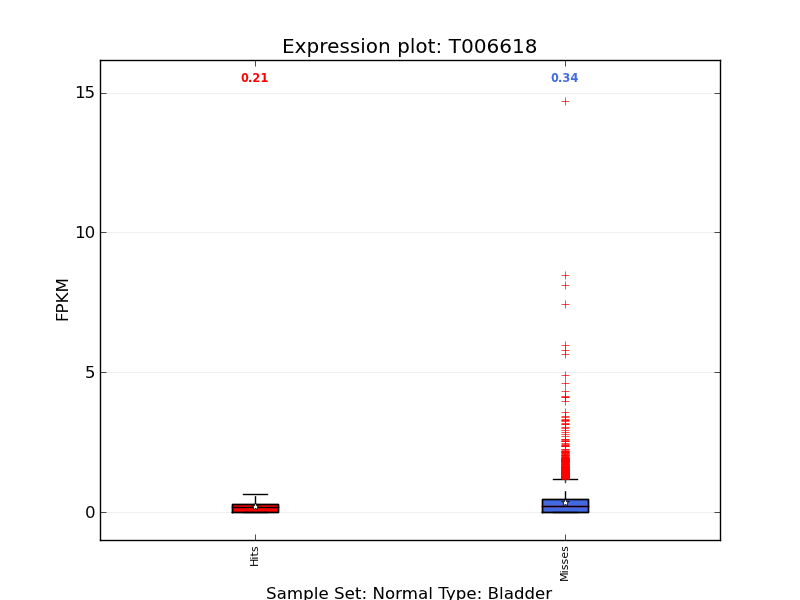 Expression plot: T006618
0.21
0.34
15
10
5
0
FPKM
Hits
Misses
Sample Set: Normal Type: Bladder